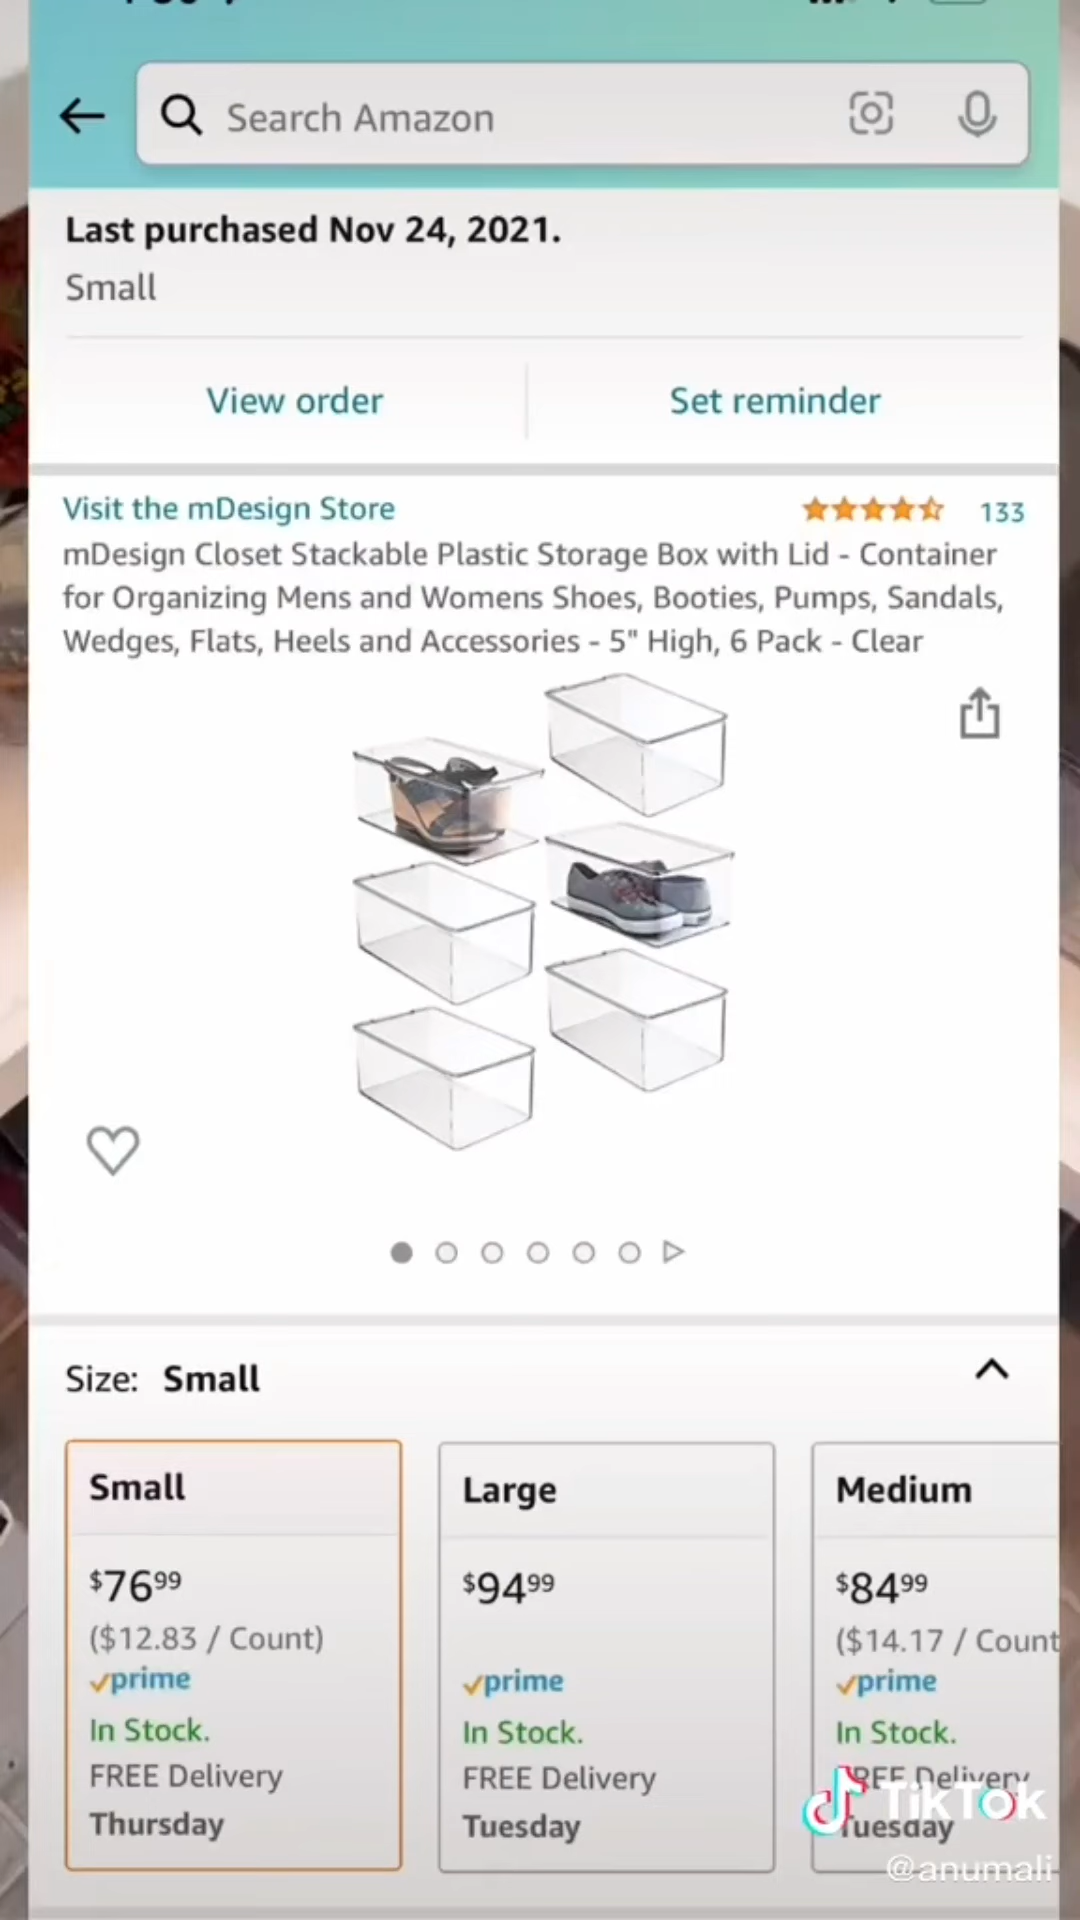 Search Amazon
Last purchased Nov 24, 2021.
Small
View order
Set reminder
Visit the mDesign Store
133
mDesign Closet Stackable Plastic Storage Box with Lid - Container
for Organizing Mens and Womens Shoes, Booties, Pumps, Sandals,
Wedges, Flats, Heels and Accessories - 5" High, 6 Pack - Clear
Size: Small
Small
$76.99
($12.83 / Count)
prime
In Stock.
FREE Delivery
Thursday
Large
$94.99
prime
In Stock.
FREE Delivery
Tuesday
Medium
$84.99
($14.17 / Count
prime
In Stock.
FREE Delivery
Tuesday
TikTok
@anumali